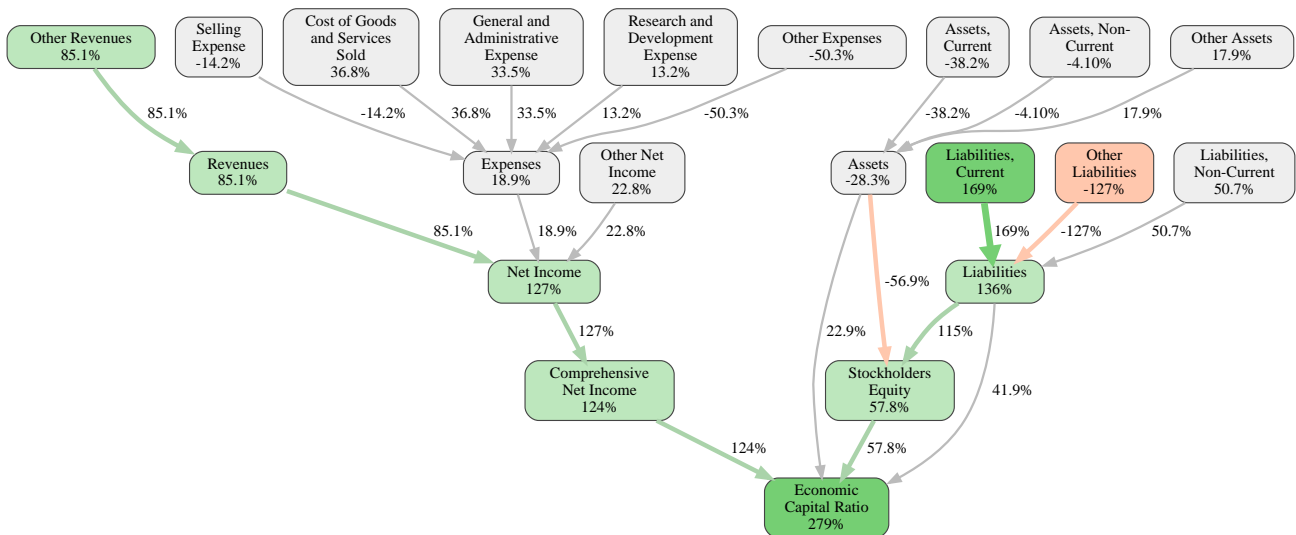 Other Revenues
85.1%
Selling
Expense
-14.2%
Cost of Goods
and Services
Sold
36.8%
General and
Administrative
Expense
33.5%
Research and
Development
Expense
13.2%
Other Expenses
-50.3%
Assets,
Current
-38.2%
Assets, Non-
Current
-4.10%
Other Assets
17.9%
85.1%
-14.2%
36.8%
33.5%
13.2%
-50.3%
-38.2%
-4.10%
17.9%
Revenues
85.1%
Expenses
18.9%
Other Net
Income
22.8%
Assets
-28.3%
Liabilities,
Current
169%
Other
Liabilities
-127%
Liabilities,
Non-Current
50.7%
85.1%
18.9%
22.8%
169%
-127%
50.7%
Net Income
127%
-56.9%
Liabilities
136%
127%
22.9%
115%
Comprehensive
Net Income
124%
Stockholders
Equity
57.8%
41.9%
124%
57.8%
Economic
Capital Ratio
279%